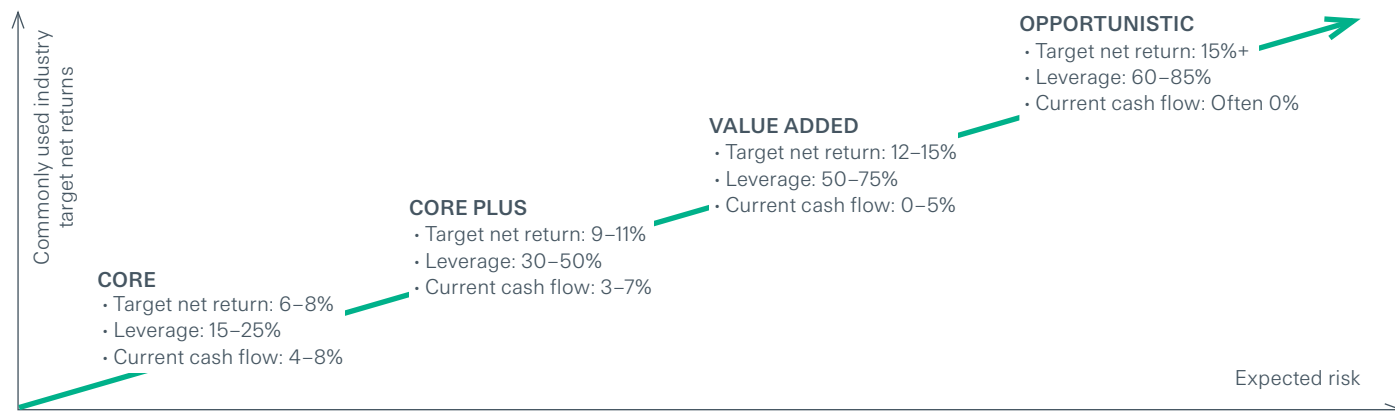 Commonly used industry
target net returns
OPPORTUNISTIC
· Target net return: 15%+
· Leverage: 60–85%
· Current cash flow: Often 0%
VALUE ADDED
· Target net return: 12–15%
· Leverage: 50–75%
· Current cash flow: 0–5%
CORE PLUS
· Target net return: 9–11%
· Leverage: 30–50%
· Current cash flow: 3–7%
CORE
· Target net return: 6–8%
· Leverage: 15–25%
· Current cash flow: 4–8%
Expected risk